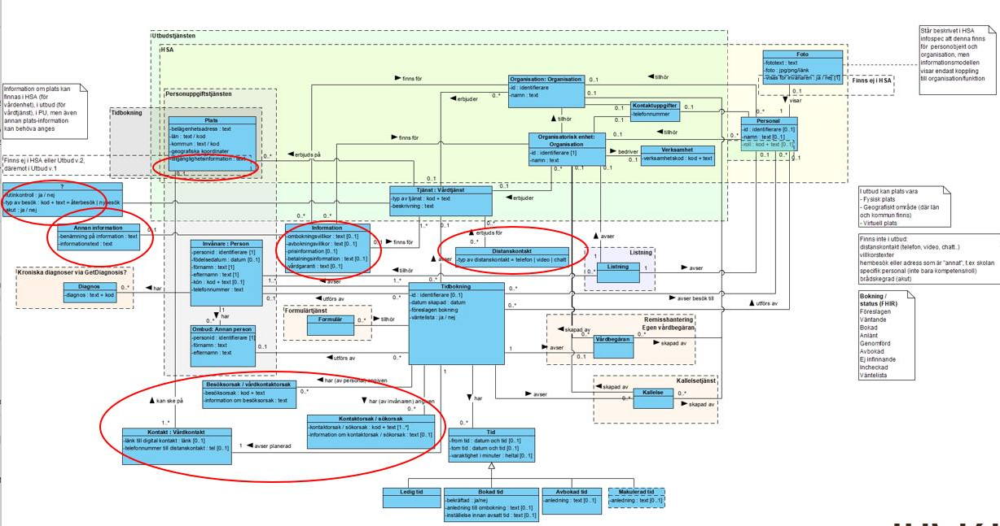 Utbudstjänsten
HSA
Personuppgiftstjänsten
Tidbokning
Information om plats kan
finnas i HSA (för
vårdenhet), i utbud (för
vårdtjänst), i PU, men även
annan plats-information
kan behöva anges
Finns ej i HSA eller Utbud v.2,
däremot i Utbud v.1
Plats
-belägenhetsadress : text
-län : text / kod
-kommun : text / kod
-geografiska koordinater
-tillgänglighetsinformation : text
?
-rutinkontroll : ja / nej
-typ av besök : kod + text = återbesök | nybesök
-akut : ja / nej
Annan information
-benämning på information : text
-informationstext : text
Kroniska diagnoser via GetDiagnosis?
Diagnos
-diagnos : text + kod
Invånare : Person
-personid : identifierare [1]
-födelsedatum : datum [0..1]
-förnamn : text [1]
-efternamn : text [1]
-kön : kod + text [0..1]
-telefonnummer : text
Ombud: Annan person
-personid : identifierare [1]
-förnamn : text
-efternamn : text
Information
-ombokningsvillkor : text [0..1]
-avbokningsvillkor : text [0..1]
-prisinformation [0..1]
-betalningsinformation : text [0..1]
-vårdgaranti : text [0..1]
Formulärtjänst
Formulär
Tjänst : Vårdtjänst
-typ av tjänst : kod + text
-beskrivning : text
Distanskontakt
-typ av distanskontakt = telefon | video | chatt
Organisation: Organisation
-id : identifierare
-namn : text
Organisatorisk enhet:
Organisation
-id : identifierare [1]
-namn : text
Kontaktuppgifter
-telefonnummer
Verksamhet
-verksamhetskod : kod + text
Foto
-fototext : text
-foto : jpg/png/länk
-visas för invånaren : ja / nej [1]
Finns ej i HSA
Personal
-id : identifierare [0..1]
-namn : text [0..1]
-roll : kod + text [0..1]
Står beskrivet i HSA
infospec att denna finns
för personobjekt och
organisation, men
informationsmodellen
visar endast koppling
till organisation/funktion
I utbud kan plats vara
- Fysisk plats
- Geografiskt område (där län
och kommun finns)
- Virtuell plats
Finns inte i utbud:
distanskontakt (telefon, video, chatt..)
villkorstexter
hembesök eller adress som är "annat", t.ex skolan
specifik personal (inte bara kompetens/roll)
brådskegrad (akut)
Bokning /
status (FHIR)
Föreslagen
Väntande
Bokad
Anlänt
Genomförd
Avbokad
Ej infinnande
Incheckad
Väntelista
Listning
Listning
Tidbokning
-id : identifierare [0..1]
-datum skapad : datum
-föreslagen bokning
-väntelista : ja / nej
Remisshantering
Egen vårdbegäran
Vårdbegäran
Kallelsetjänst
Kallelse
Besöksorsak / vårdkontaktorsak
-besöksorsak : kod + text
-information om besöksorsak : text
Kontaktorsak / sökorsak
-kontaktorsak / sökorsak : kod + text [1..*]
-information om kontaktorsak / sökorsak : text [0..1]
Kontakt : Vårdkontakt
-länk till digital kontakt : länk [0..1]
-telefonnummer till distanskontakt : tel [0..1]
Tid
-from tid : datum och tid [0..1]
-tom tid : datum och tid [0..1]
-varaktighet i minuter : heltal [0..1]
Ledig tid
Bokad tid
-bekräftad : ja/nej
-anledning till ombokning : text [0..1]
-inställelse innan avsatt tid : text [0..1]
Avbokad tid
-anledning : text [0..1]
Makulerad tid
-anledning : text [0..1]
finns för
tillhör
erbjuder
tillhör
tillhör
bedriver
visar
finns för
erbjuds på
erbjuder
finns för
erbjuds för
avser
avser
tillhör
avser
utförs av
har
har
tillhör
utförs av
avser
avser besök till
utförs av
avser
skapad av
skapad av
skapad av
skapad av
avser
har (av personal) angiven
har (av invånaren) angiven
har
kan ske på
avser planerad